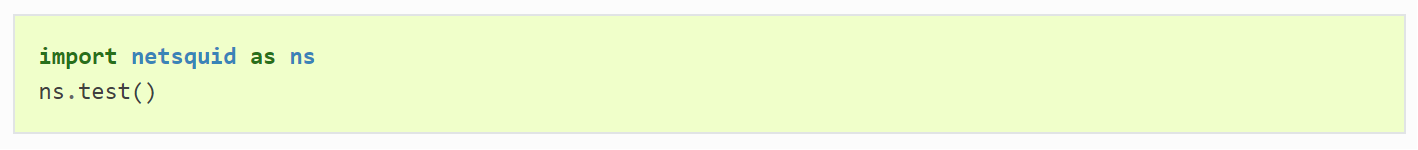 import netsquid as ns
ns.test()